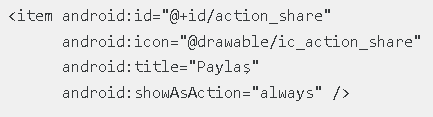 <item android:id="@+id/action_share"
android:icon="@drawable/ic_action_share"
android:title="Paylaş"
android:showAsAction="always" />